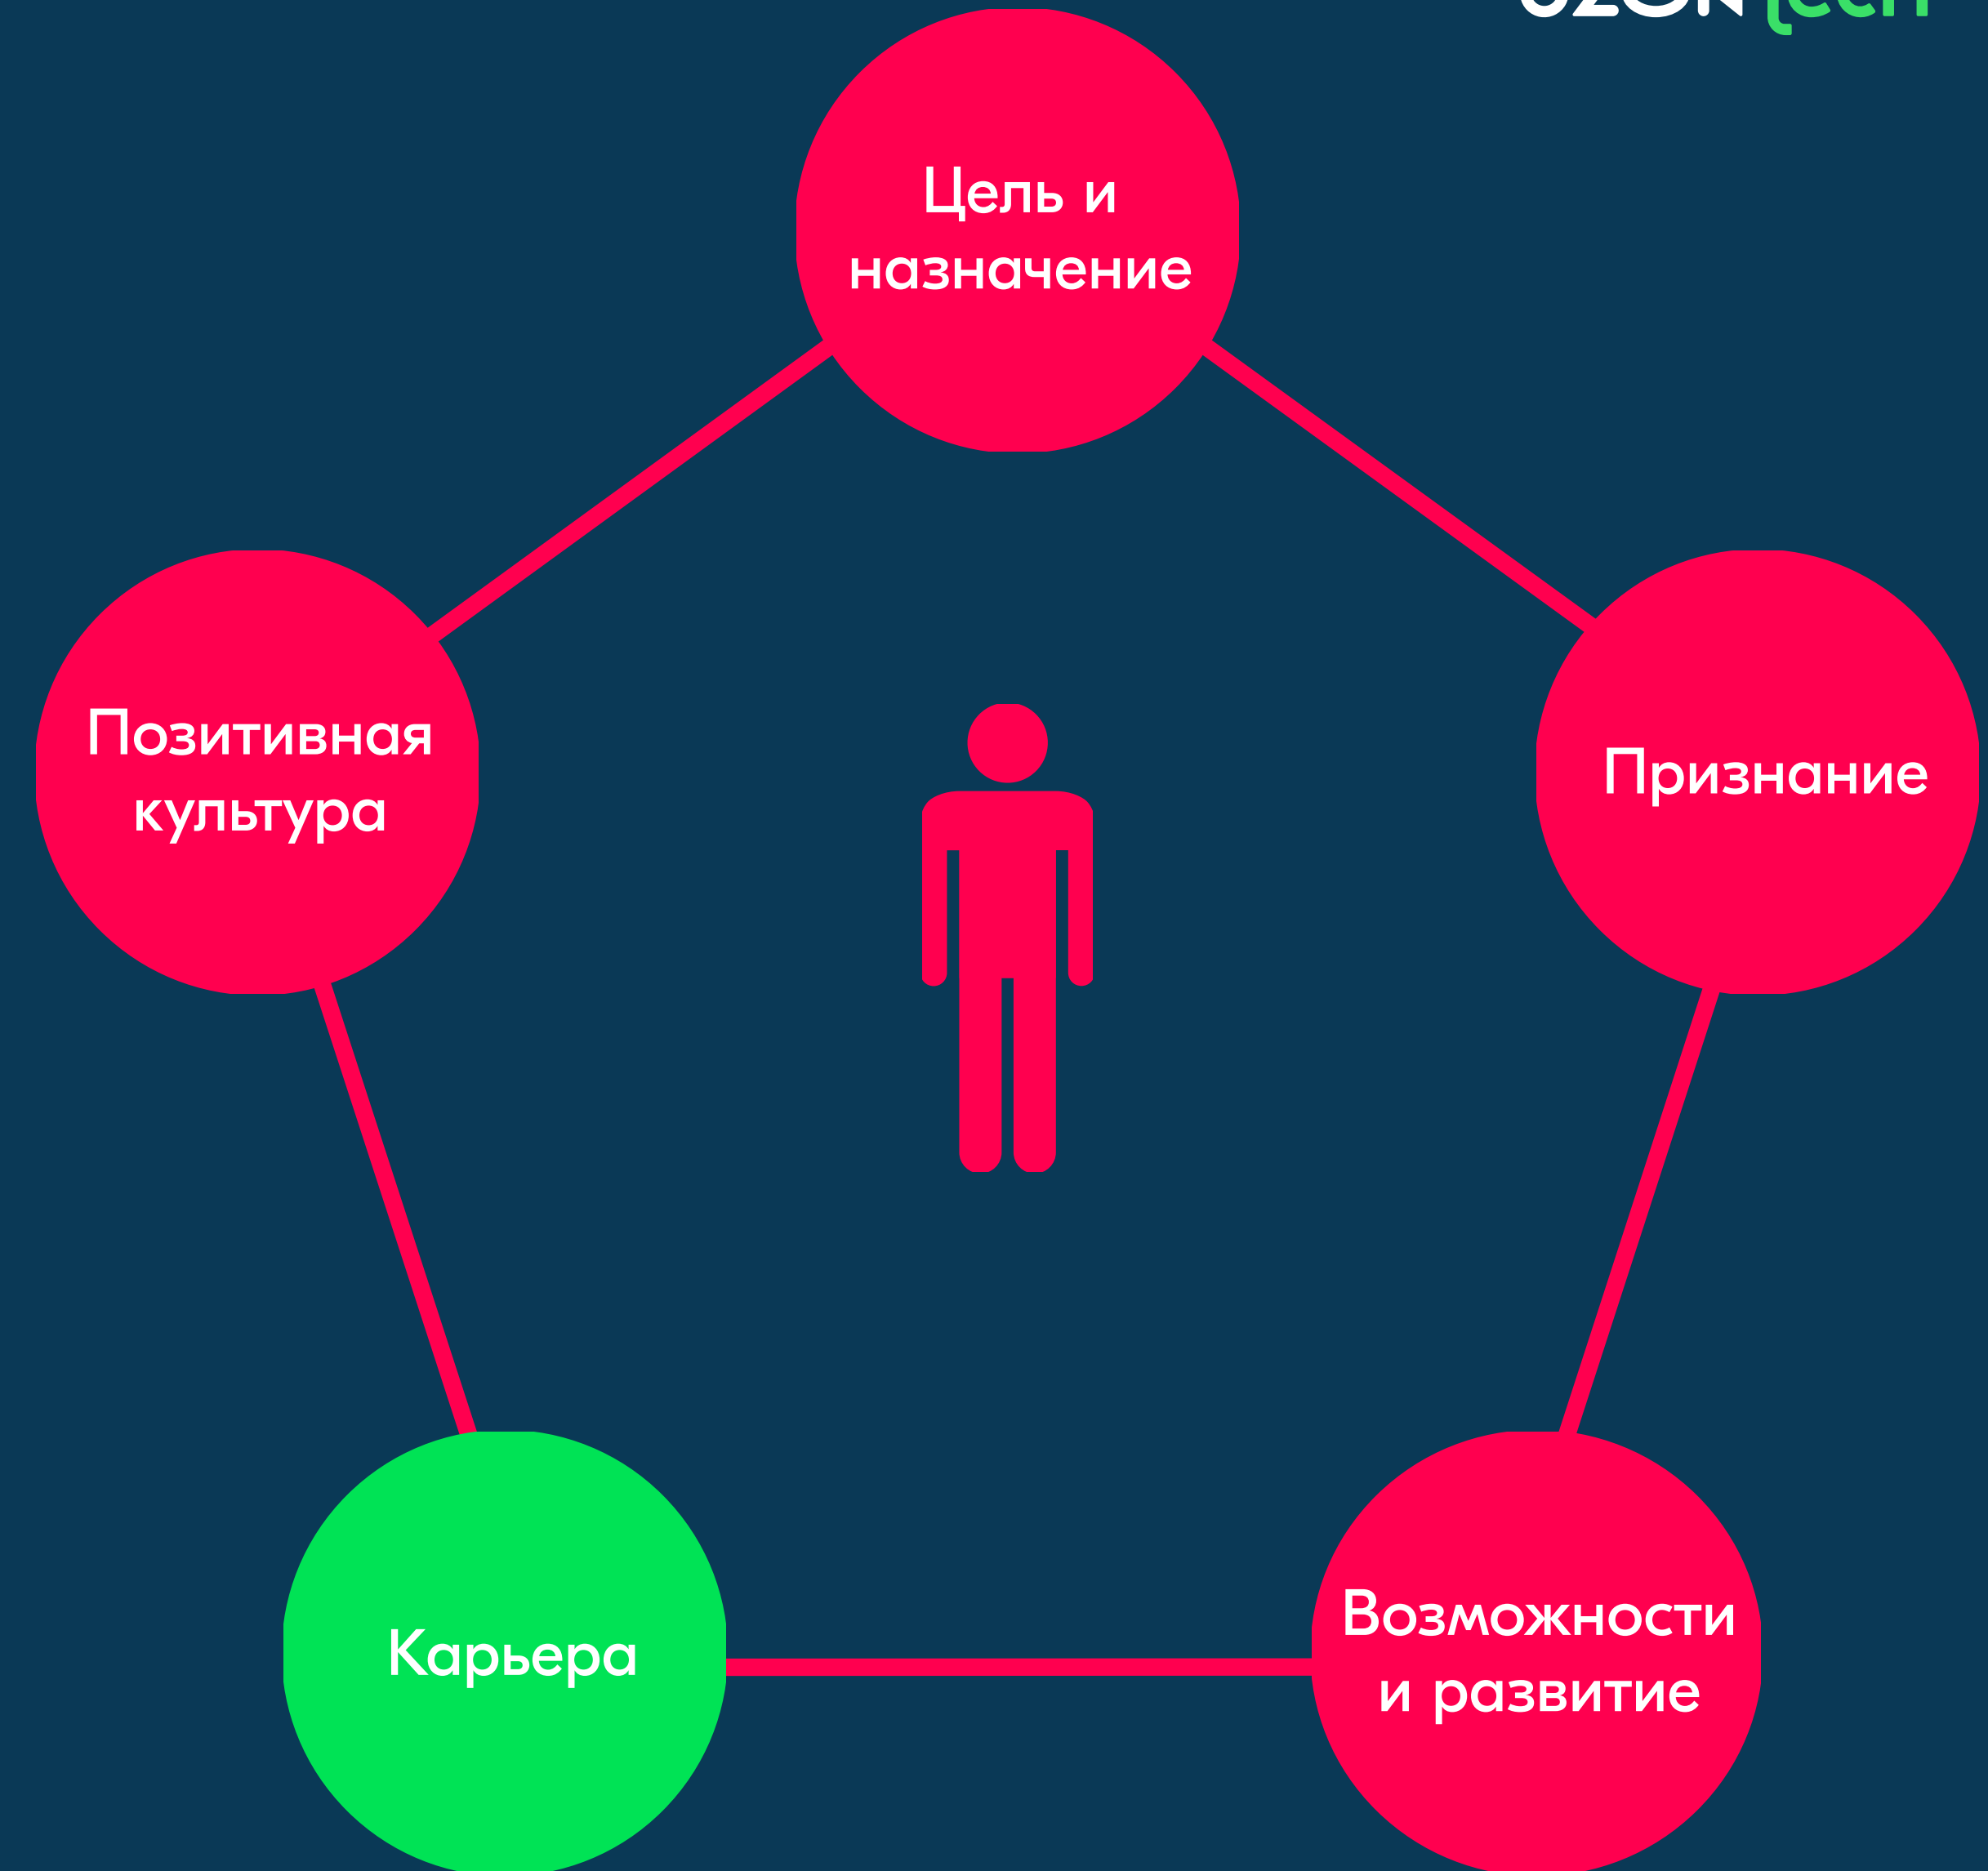 Цель и
назначение
Позитивная
культура
Признание
Карьера
Возможности
и развитие